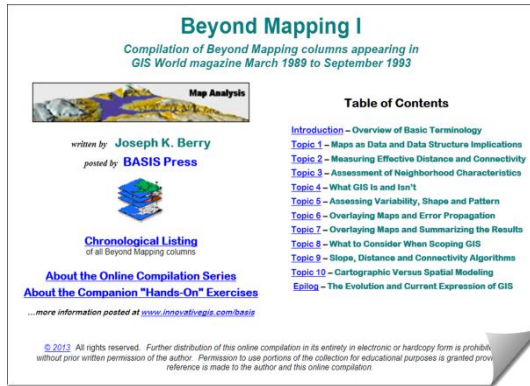 Beyond Mapping I
Compilation of Beyond Mapping columns appearing in
GIS World magazine March 1989 to September 1993
Map Analysis
written by Joseph K. Berry
posted by BASIS Press
Chronological Listing
of all Beyond Mapping columns
About the Online Compilation Series
About the Companion "Hands-On" Exercises
...more information posted at www.innovativegis.com/basis
Table of Contents
Introduction – Overview of Basic Terminology
Topic 1 – Maps as Data and Data Structure Implications
Topic 2 – Measuring Effective Distance and Connectivity
Topic 3 – Assessment of Neighborhood Characteristics
Topic 4 – What GIS Is and Isn't
Topic 5 – Assessing Variability, Shape and Pattern
Topic 6 – Overlaying Maps and Error Propagation
Topic 7 – Overlaying Maps and Summarizing the Results
Topic 8 – What to Consider When Scoping GIS
Topic 9 – Slope, Distance and Connectivity Algorithms
Topic 10 – Cartographic Versus Spatial Modeling
Epilog – The Evolution and Current Expression of GIS
© 2013 All rights reserved. Further distribution of this online compilation in its entirety in electronic or hardcopy form is prohibit
without prior written permission of the author. Permission to use portions of the collection for educational purposes is granted provi
reference is made to the author and this online compilation.